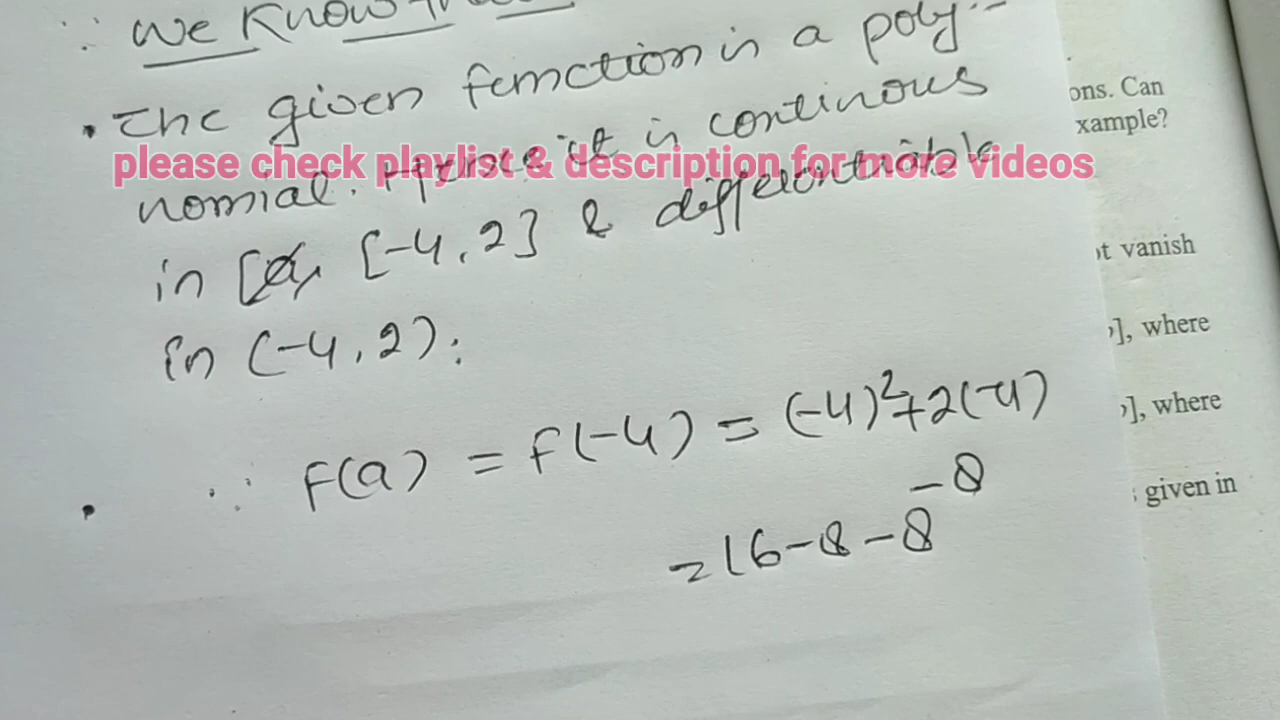 ∵ We Know
• The given function is a poly-
nomial. Hence it is continous
please check playlist & description for more videos
in [a, [-4, 2] & differentiable
in (-4, 2).
• ∵ f(a) = f(-4) = (-4)²+2(-4)
-8
=16-8-8
ons. Can
xample?
ot vanish
], where
], where
given in